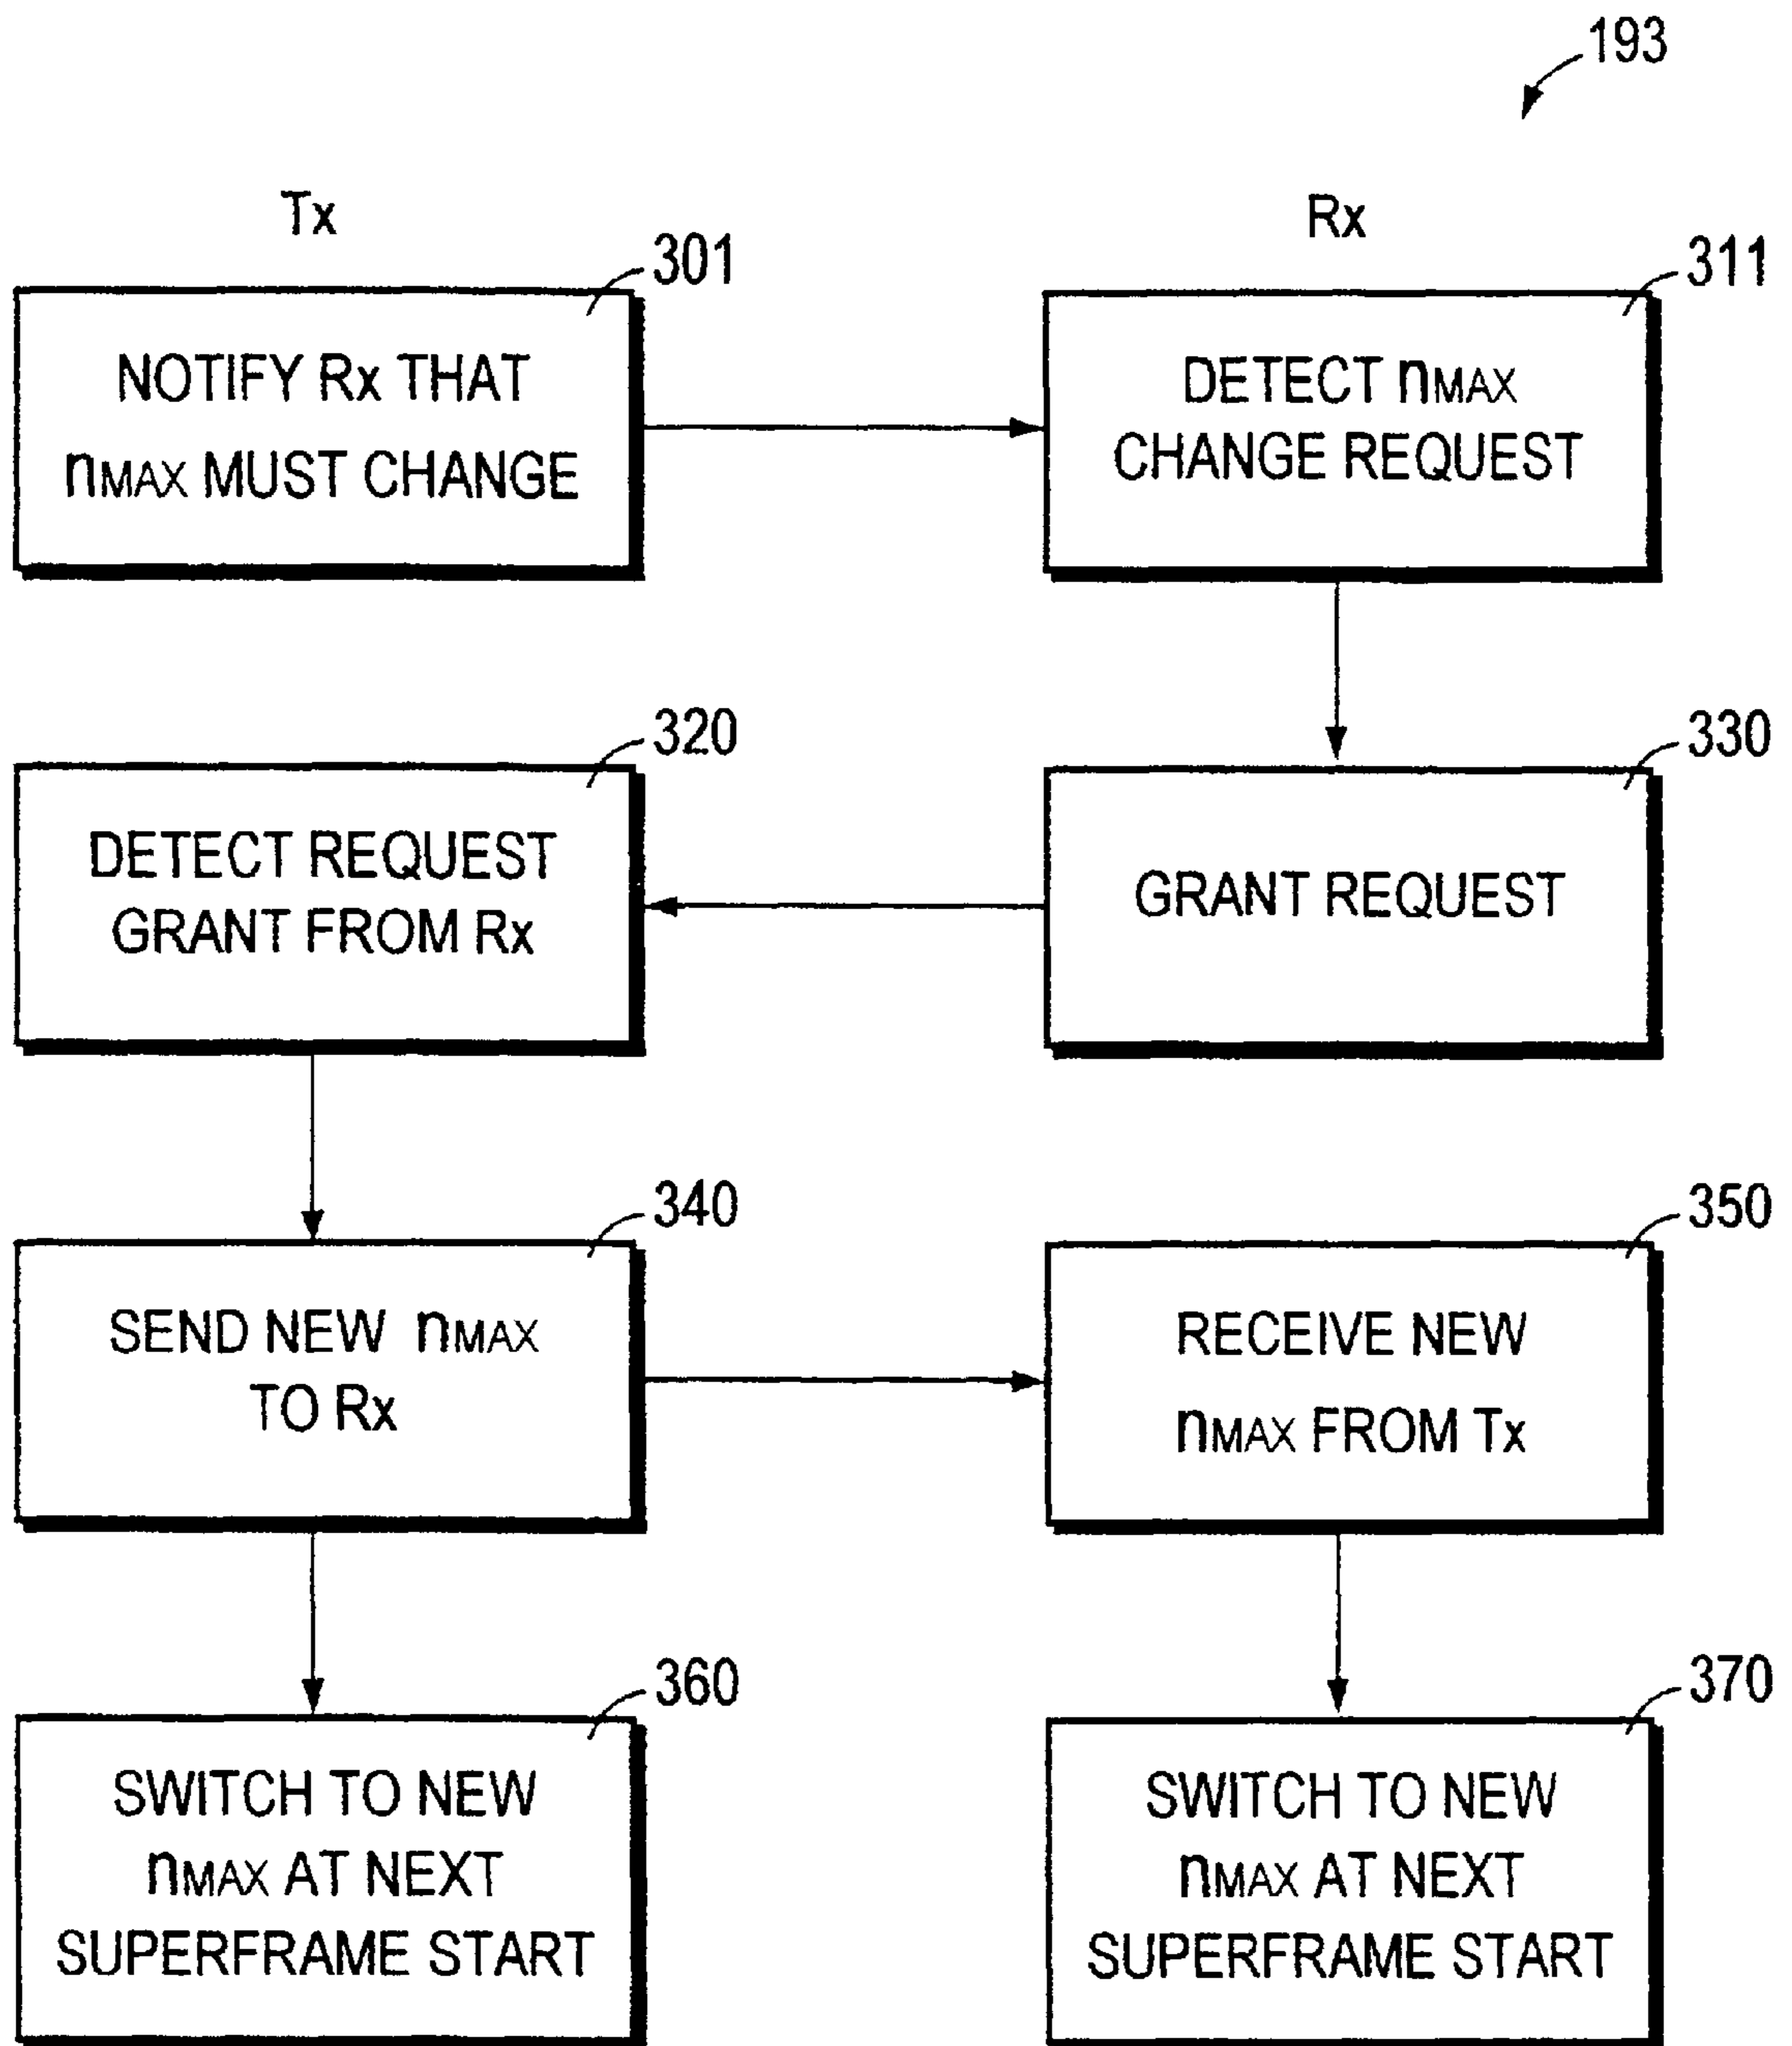 193
Tx
Rx
301
NOTIFY Rx THAT
nMAX MUST CHANGE
311
DETECT nMAX
CHANGE REQUEST
320
DETECT REQUEST
GRANT FROM Rx
330
GRANT REQUEST
340
SEND NEW nMAX
TO Rx
350
RECEIVE NEW
nMAX FROM Tx
360
SWITCH TO NEW
nMAX AT NEXT
SUPERFRAME START
370
SWITCH TO NEW
nMAX AT NEXT
SUPERFRAME START